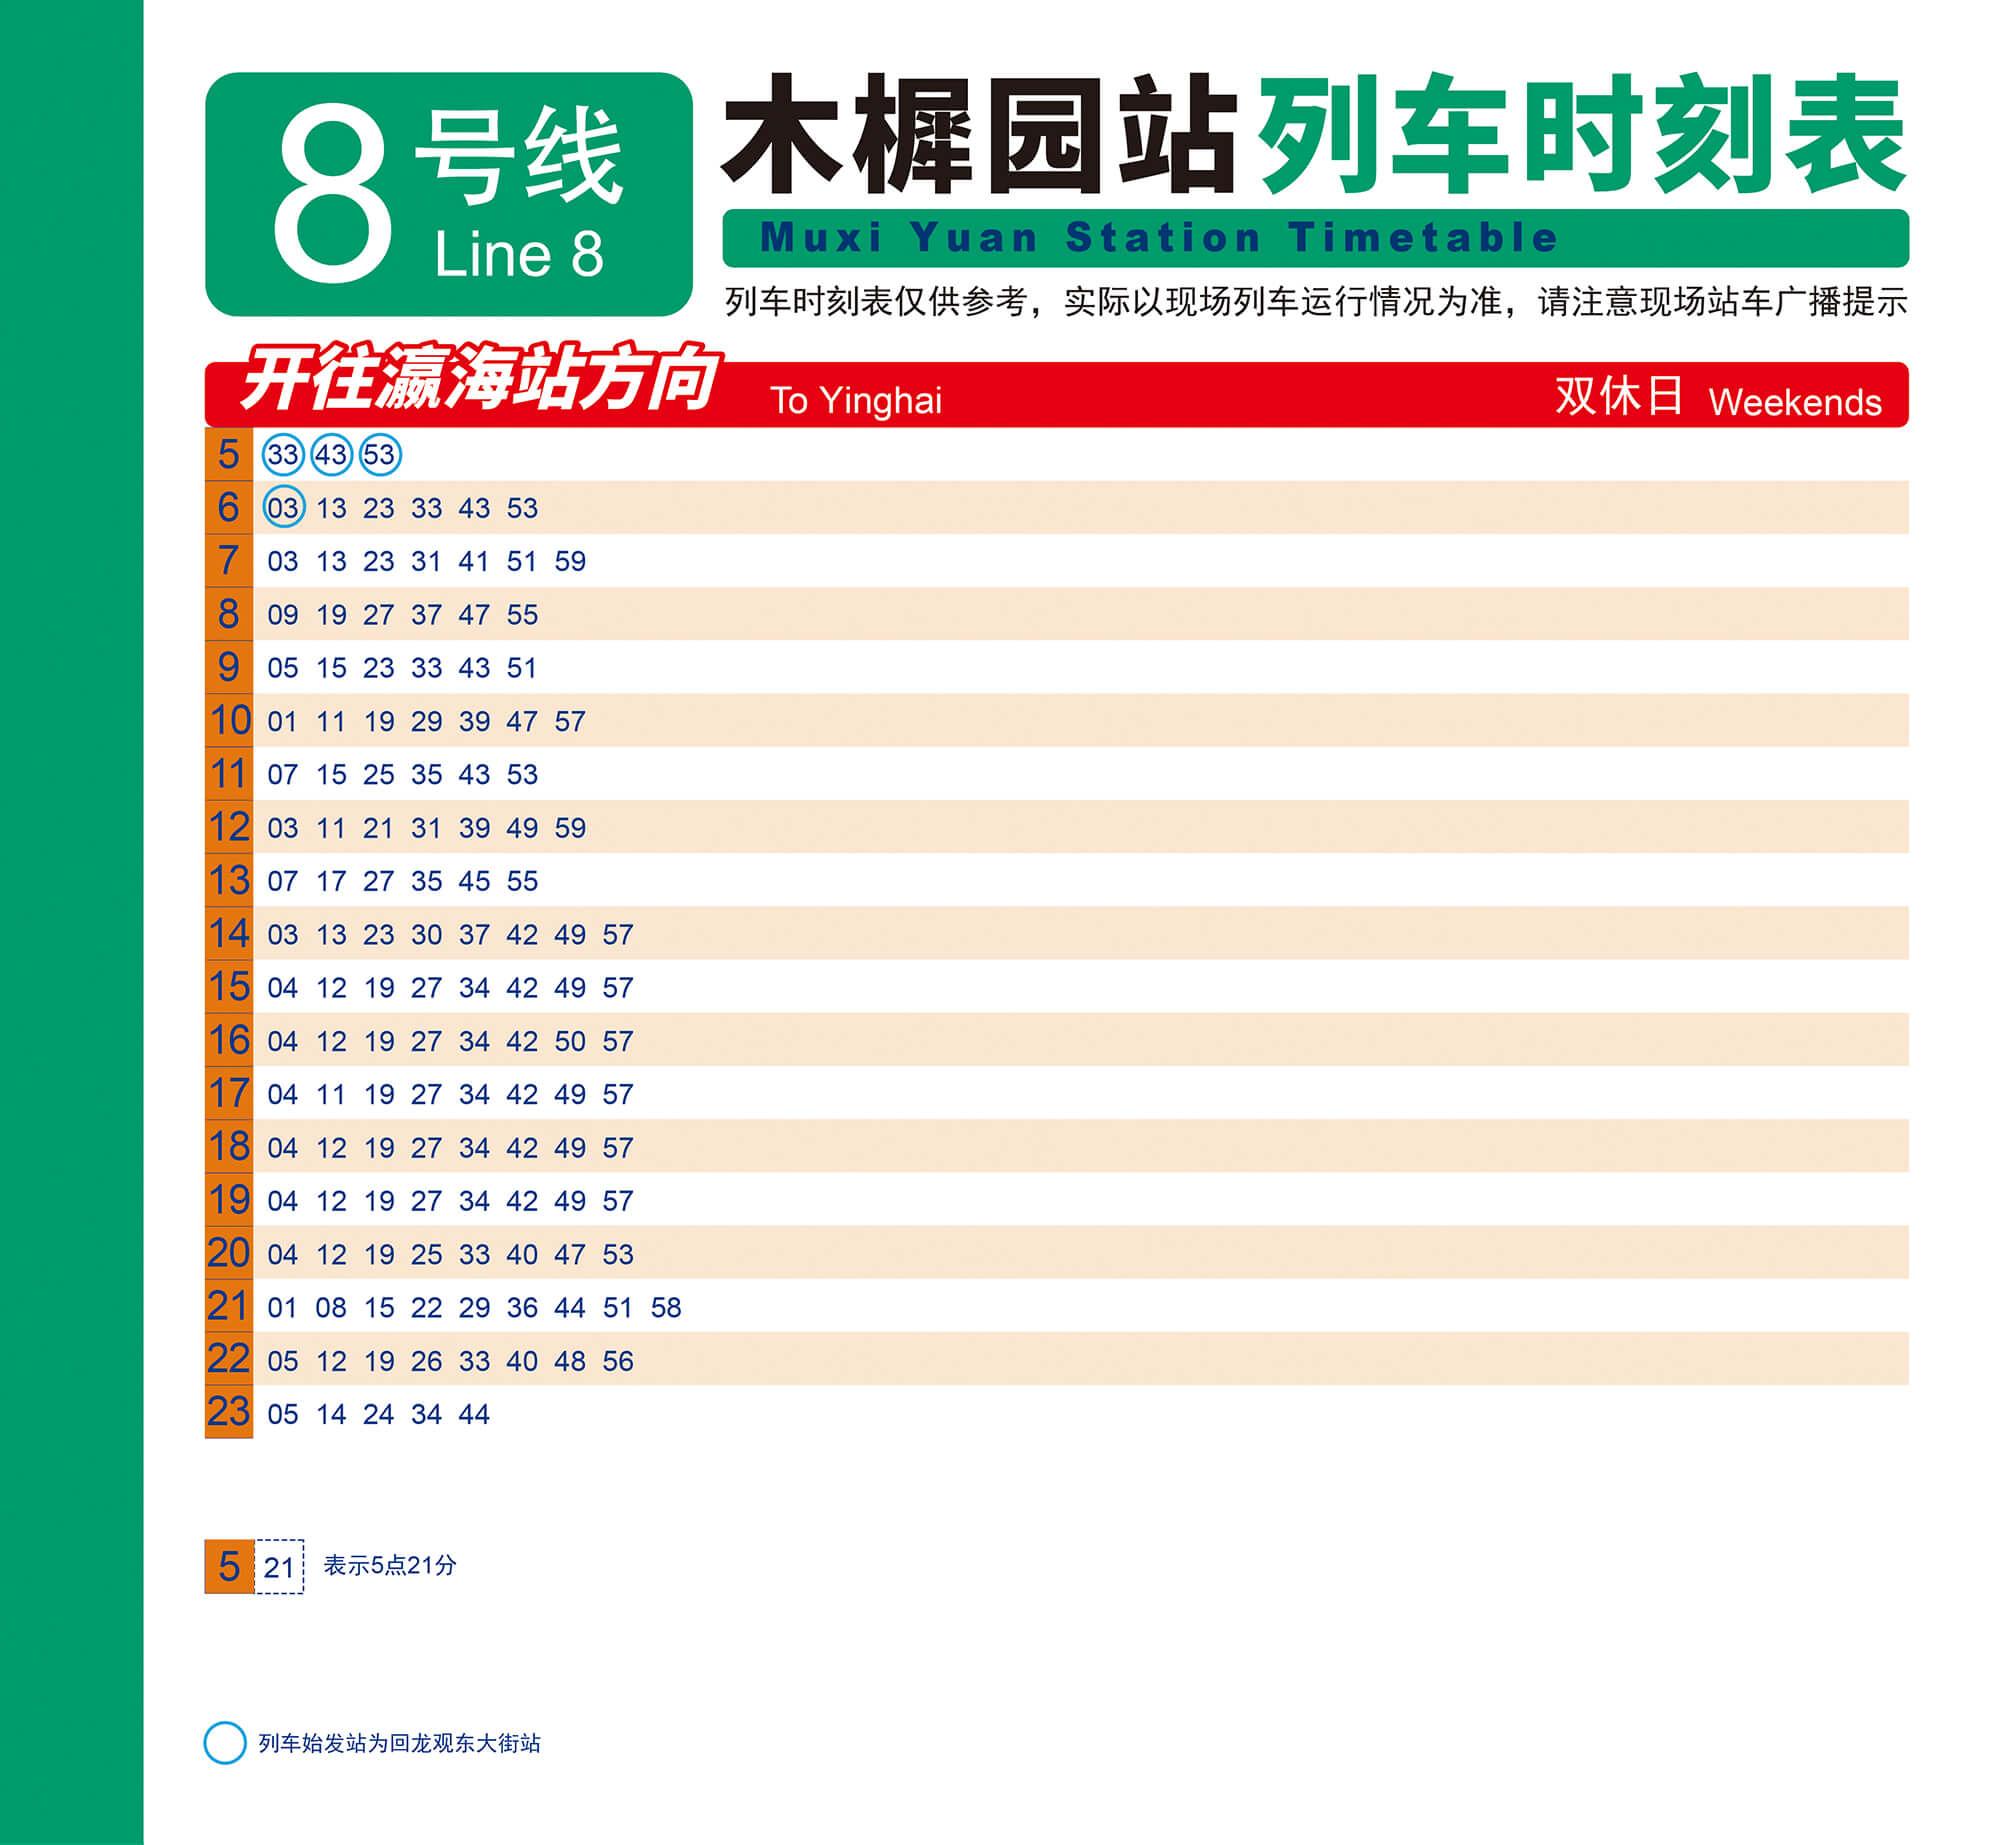 8号线
Line 8
木樨园站列车时刻表
Muxi Yuan Station Timetable
列车时刻表仅供参考，实际以现场列车运行情况为准，请注意现场站车广播提示
开往瀛海站方向 To Yinghai 双休日 Weekends
5 33 43 53
6 03 13 23 33 43 53
7 03 13 23 31 41 51 59
8 09 19 27 37 47 55
9 05 15 23 33 43 51
10 01 11 19 29 39 47 57
11 07 15 25 35 43 53
12 03 11 21 31 39 49 59
13 07 17 27 35 45 55
14 03 13 23 30 37 42 49 57
15 04 12 19 27 34 42 49 57
16 04 12 19 27 34 42 50 57
17 04 11 19 27 34 42 49 57
18 04 12 19 27 34 42 49 57
19 04 12 19 27 34 42 49 57
20 04 12 19 25 33 40 47 53
21 01 08 15 22 29 36 44 51 58
22 05 12 19 26 33 40 48 56
23 05 14 24 34 44
5 21 表示5点21分
列车始发站为回龙观东大街站